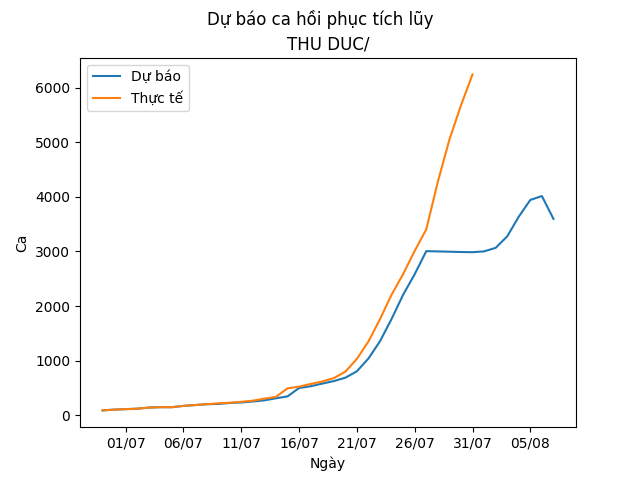 Dự báo ca hồi phục tích lũy
THU DUC/
Dự báo
Thực tế
6000
5000
4000
3000
2000
1000
0
Ca
01/07
06/07
11/07
16/07
21/07
26/07
31/07
05/08
Ngày